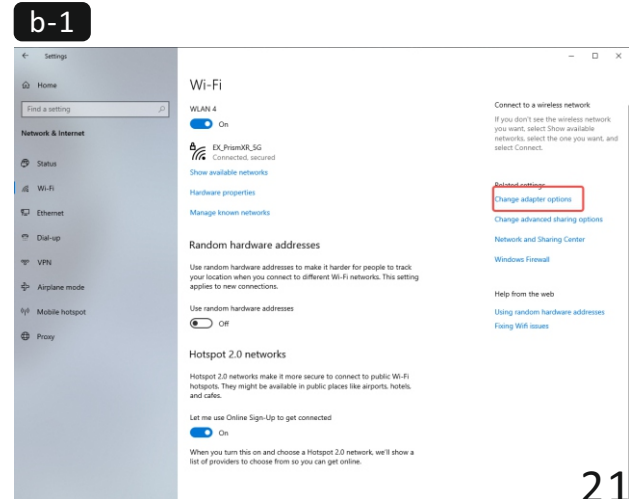 b-1
Settings
Home
Find a setting
Network & Internet
Status
Wi-Fi
Ethernet
Dial-up
VPN
Airplane mode
Mobile hotspot
Proxy
Wi-Fi
WLAN 4
On
EX_PrismXR_5G
Connected, secured
Show available networks
Hardware properties
Manage known networks
Random hardware addresses
Use random hardware addresses to make it harder for people to track
your location when you connect to different Wi-Fi networks. This setting
applies to new connections.
Use random hardware addresses
Off
Hotspot 2.0 networks
Hotspot 2.0 networks make it more secure to connect to public Wi-Fi
hotspots. They might be available in public places like airports, hotels,
and cafes.
Let me use Online Sign-Up to get connected
On
When you turn this on and choose a Hotspot 2.0 network, we'll show a
list of providers to choose from so you can get online.
Connect to a wireless network
If you don't see the wireless network
you want, select Show available
networks, select the one you want, and
select Connect.
Related settings
Change adapter options
Change advanced sharing options
Network and Sharing Center
Windows Firewall
Help from the web
Using random hardware addresses
Fixing Wifi issues
21